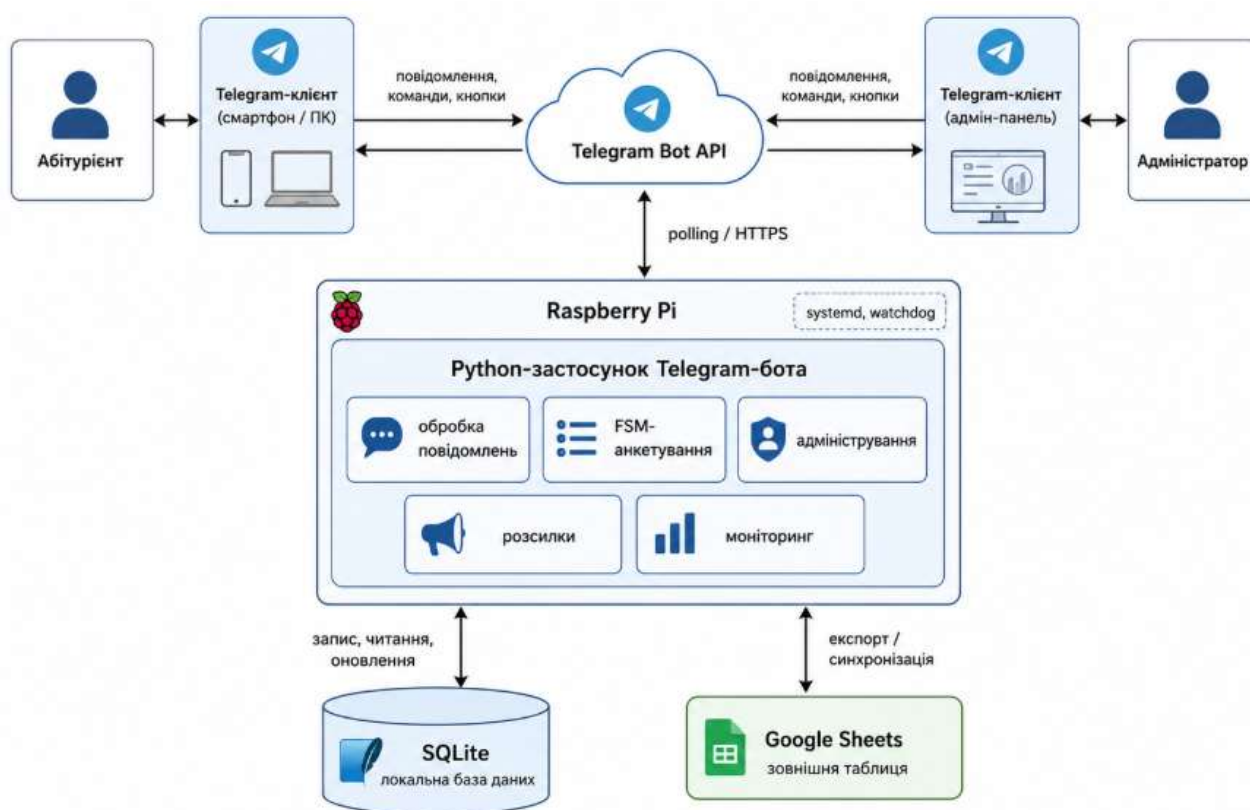 Абітурієнт
Telegram-клієнт
(смартфон / ПК)
повідомлення,
команди, кнопки
Telegram Bot API
повідомлення,
команди, кнопки
Telegram-клієнт
(адмін-панель)
Адміністратор
polling / HTTPS
Raspberry Pi
systemd, watchdog
Python-застосунок Telegram-бота
обробка
повідомлень
FSM-
анкетування
адміністрування
розсилки
моніторинг
запис, читання,
оновлення
експорт /
синхронізація
SQLite
локальна база даних
Google Sheets
зовнішня таблиця